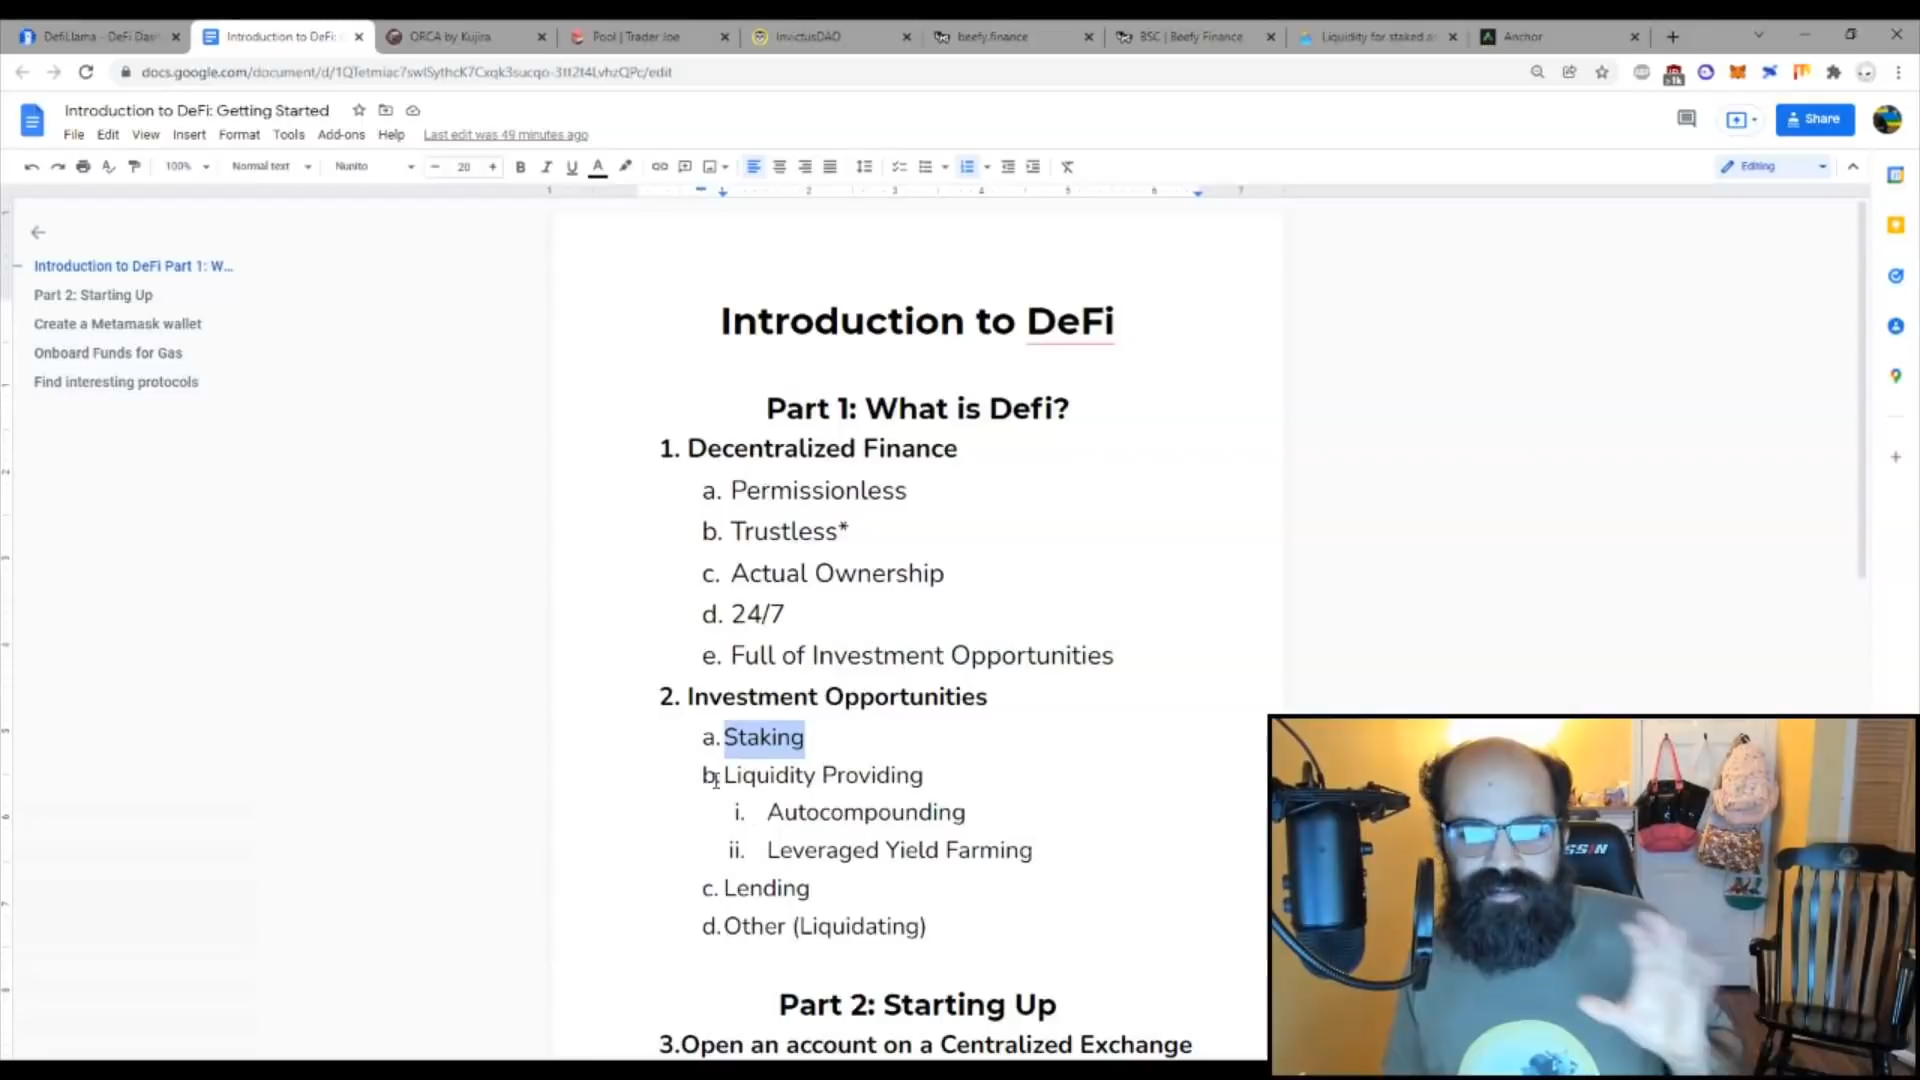 DefiLlama - DeFi Das
Introduction to DeFi:
ORCA by Kujira
Pool | Trader Joe
InvictusDAO
beefy.finance
BSC | Beefy Finance
Liquidity for staked as
Anchor
Introduction to DeFi: Getting Started
File Edit View Insert Format Tools Add-ons Help Last edit was 49 minutes ago
Share
100% Normal text Nunito 20 Editing
Introduction to DeFi Part 1: W...
Part 2: Starting Up
Create a Metamask wallet
Onboard Funds for Gas
Find interesting protocols
Introduction to DeFi
Part 1: What is Defi?
1. Decentralized Finance
a. Permissionless
b. Trustless*
c. Actual Ownership
d. 24/7
e. Full of Investment Opportunities
2. Investment Opportunities
a. Staking
b. Liquidity Providing
i. Autocompounding
ii. Leveraged Yield Farming
c. Lending
d. Other (Liquidating)
Part 2: Starting Up
3. Open an account on a Centralized Exchange